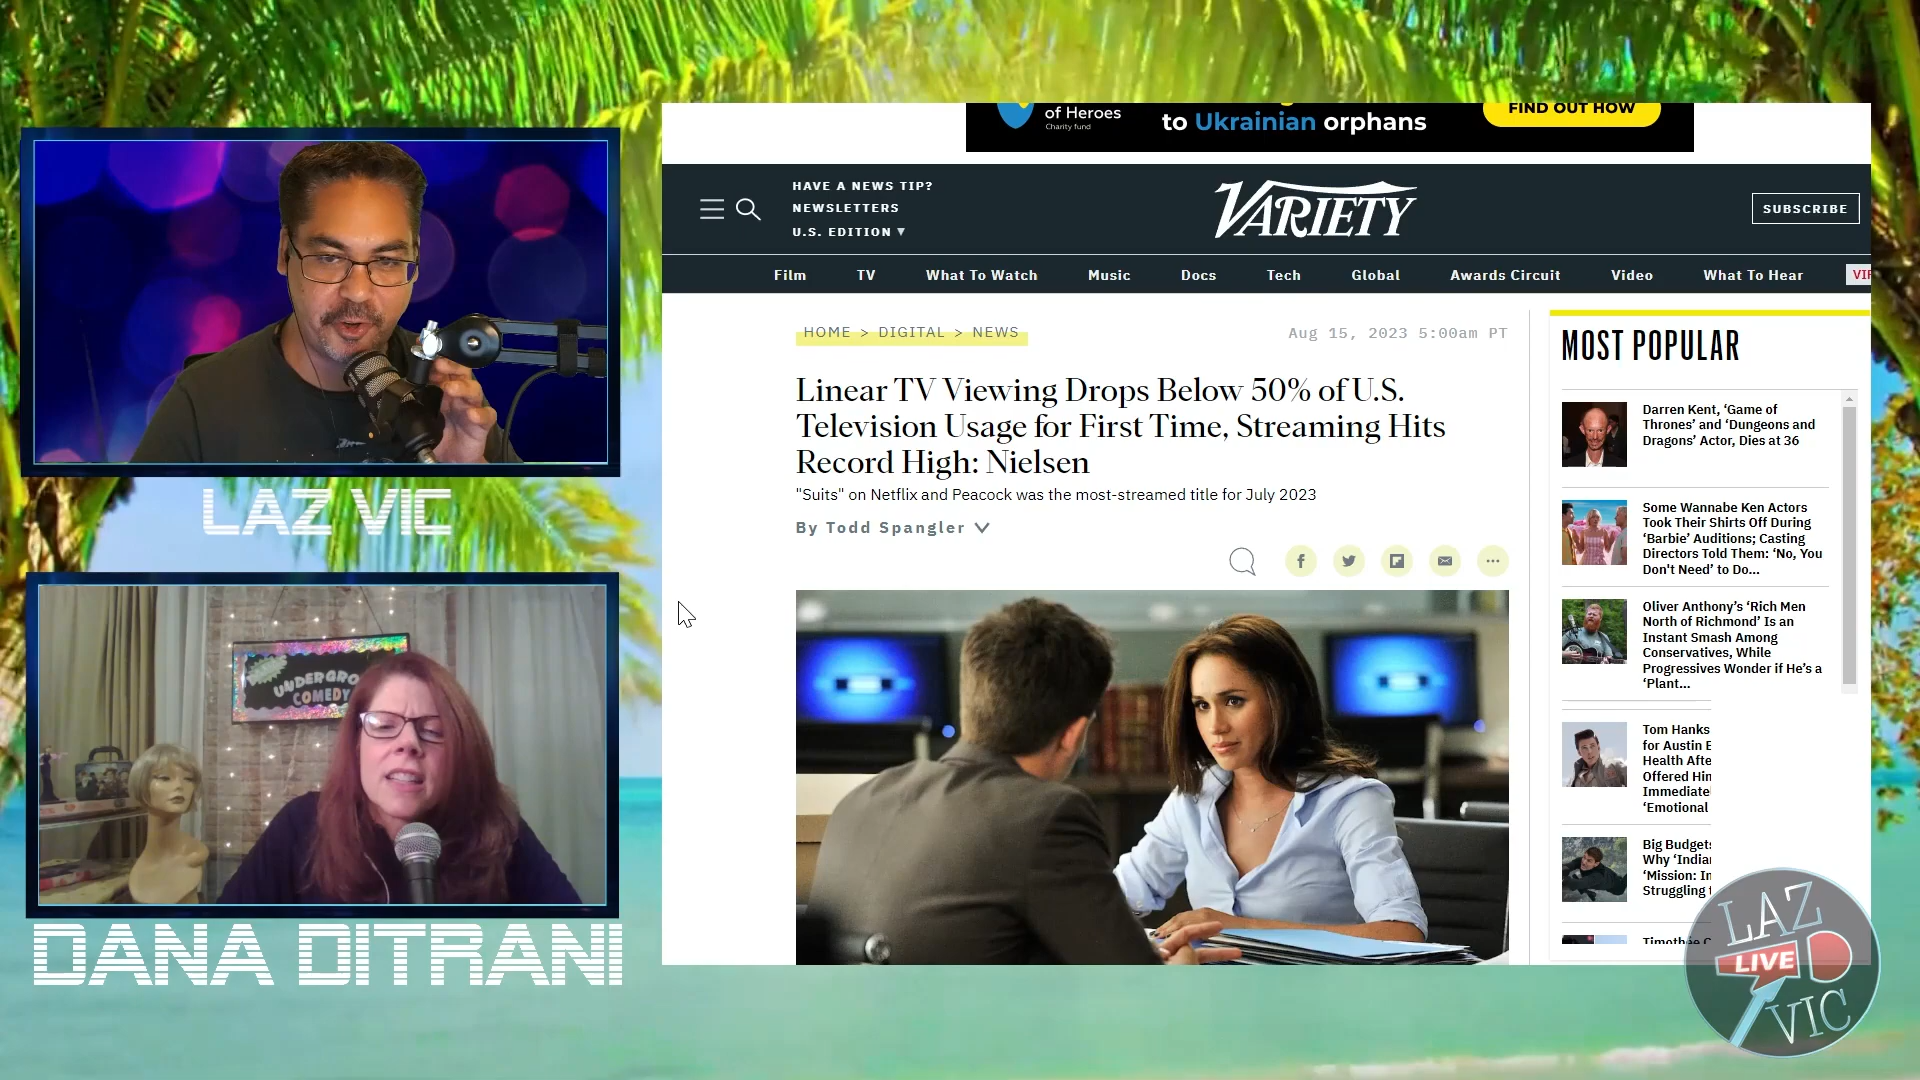 of Heroes
Charity fund
to Ukrainian orphans
FIND OUT HOW
HAVE A NEWS TIP?
NEWSLETTERS
U.S. EDITION ▼
VARIETY
SUBSCRIBE
Film TV What To Watch Music Docs Tech Global Awards Circuit Video What To Hear VIP
HOME > DIGITAL > NEWS
Aug 15, 2023 5:00am PT
Linear TV Viewing Drops Below 50% of U.S.
Television Usage for First Time, Streaming Hits
Record High: Nielsen
"Suits" on Netflix and Peacock was the most-streamed title for July 2023
By Todd Spangler
MOST POPULAR
Darren Kent, ‘Game of
Thrones’ and ‘Dungeons and
Dragons’ Actor, Dies at 36
Some Wannabe Ken Actors
Took Their Shirts Off During
‘Barbie’ Auditions; Casting
Directors Told Them: ‘No, You
Don't Need’ to Do...
Oliver Anthony’s ‘Rich Men
North of Richmond’ Is an
Instant Smash Among
Conservatives, While
Progressives Wonder if He’s a
‘Plant...
Tom Hanks
for Austin
Health
Offered
‘Emotional
Big
Why
‘Mission:
Struggling
LAZ VIC
UNDERGRO
COMEDY
DANA DITRANI
LAZ
LIVE
VIC